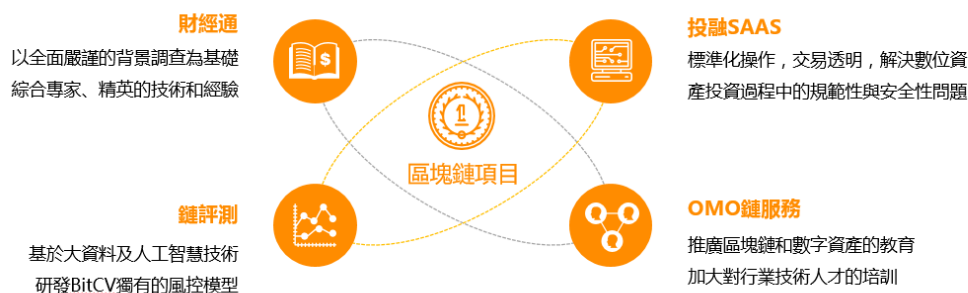 財經通
以全面嚴謹的背景調查為基礎
綜合專家、精英的技術和經驗
投融SAAS
標準化操作，交易透明，解決數位資
產投資過程中的規範性與安全性問題
$
1
區塊鏈項目
鏈評測
基於大資料及人工智慧技術
研發BitCV獨有的風控模型
OMO鏈服務
推廣區塊鏈和數字資產的教育
加大對行業技術人才的培訓